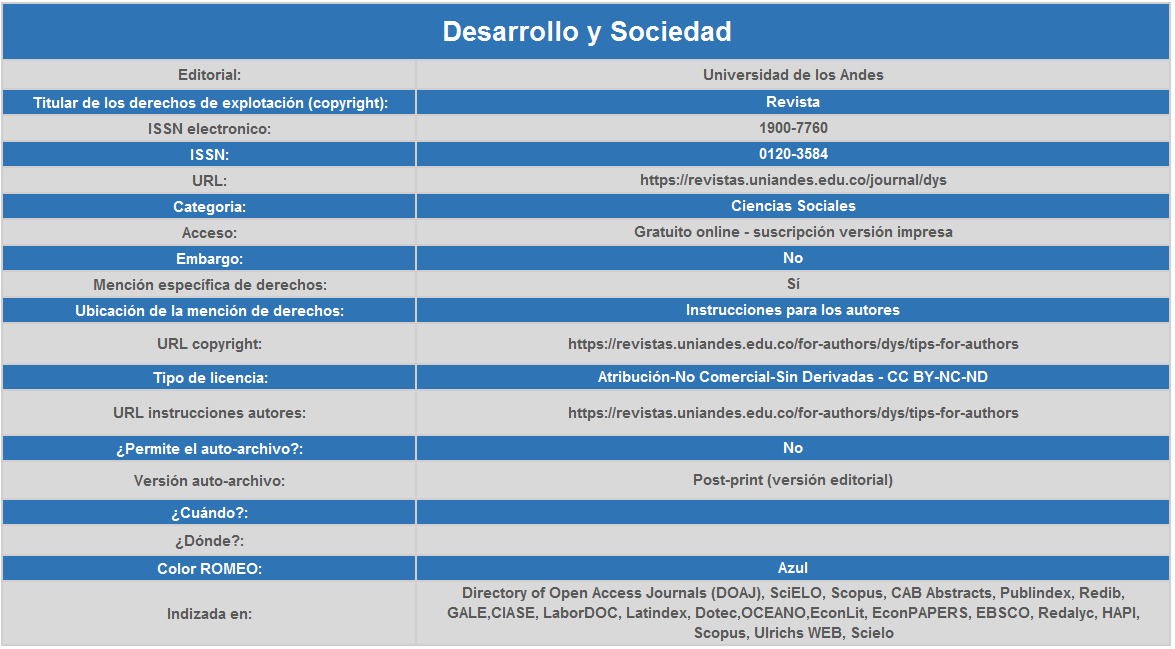 Desarrollo y Sociedad
Editorial: Universidad de los Andes
Titular de los derechos de explotación (copyright): Revista
ISSN electronico: 1900-7760
ISSN: 0120-3584
URL: https://revistas.uniandes.edu.co/journal/dys
Categoria: Ciencias Sociales
Acceso: Gratuito online - suscripción versión impresa
Embargo: No
Mención específica de derechos: Sí
Ubicación de la mención de derechos: Instrucciones para los autores
URL copyright: https://revistas.uniandes.edu.co/for-authors/dys/tips-for-authors
Tipo de licencia: Atribución-No Comercial-Sin Derivadas - CC BY-NC-ND
URL instrucciones autores: https://revistas.uniandes.edu.co/for-authors/dys/tips-for-authors
¿Permite el auto-archivo?: No
Versión auto-archivo: Post-print (versión editorial)
¿Cuándo?:
¿Dónde?:
Color ROMEO: Azul
Indizada en:
Directory of Open Access Journals (DOAJ), SciELO, Scopus, CAB Abstracts, Publindex, Redib,
GALE,CIASE, LaborDOC, Latindex, Dotec,OCEANO,EconLit, EconPAPERS, EBSCO, Redalyc, HAPI,
Scopus, Ulrichs WEB, Scielo